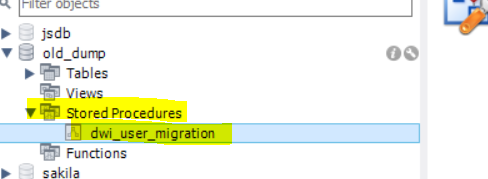 Filter objects
jsdb
old_dump
Tables
Views
Stored Procedures
dwi_user_migration
Functions
sakila